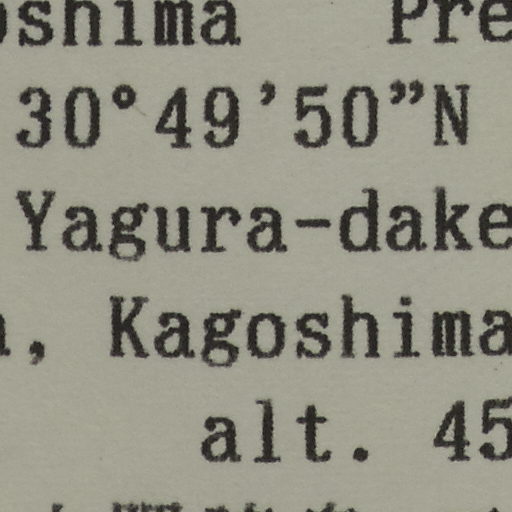 oshima Pre
30°49’50”N
Yagura-dake
, Kagoshima
alt. 45